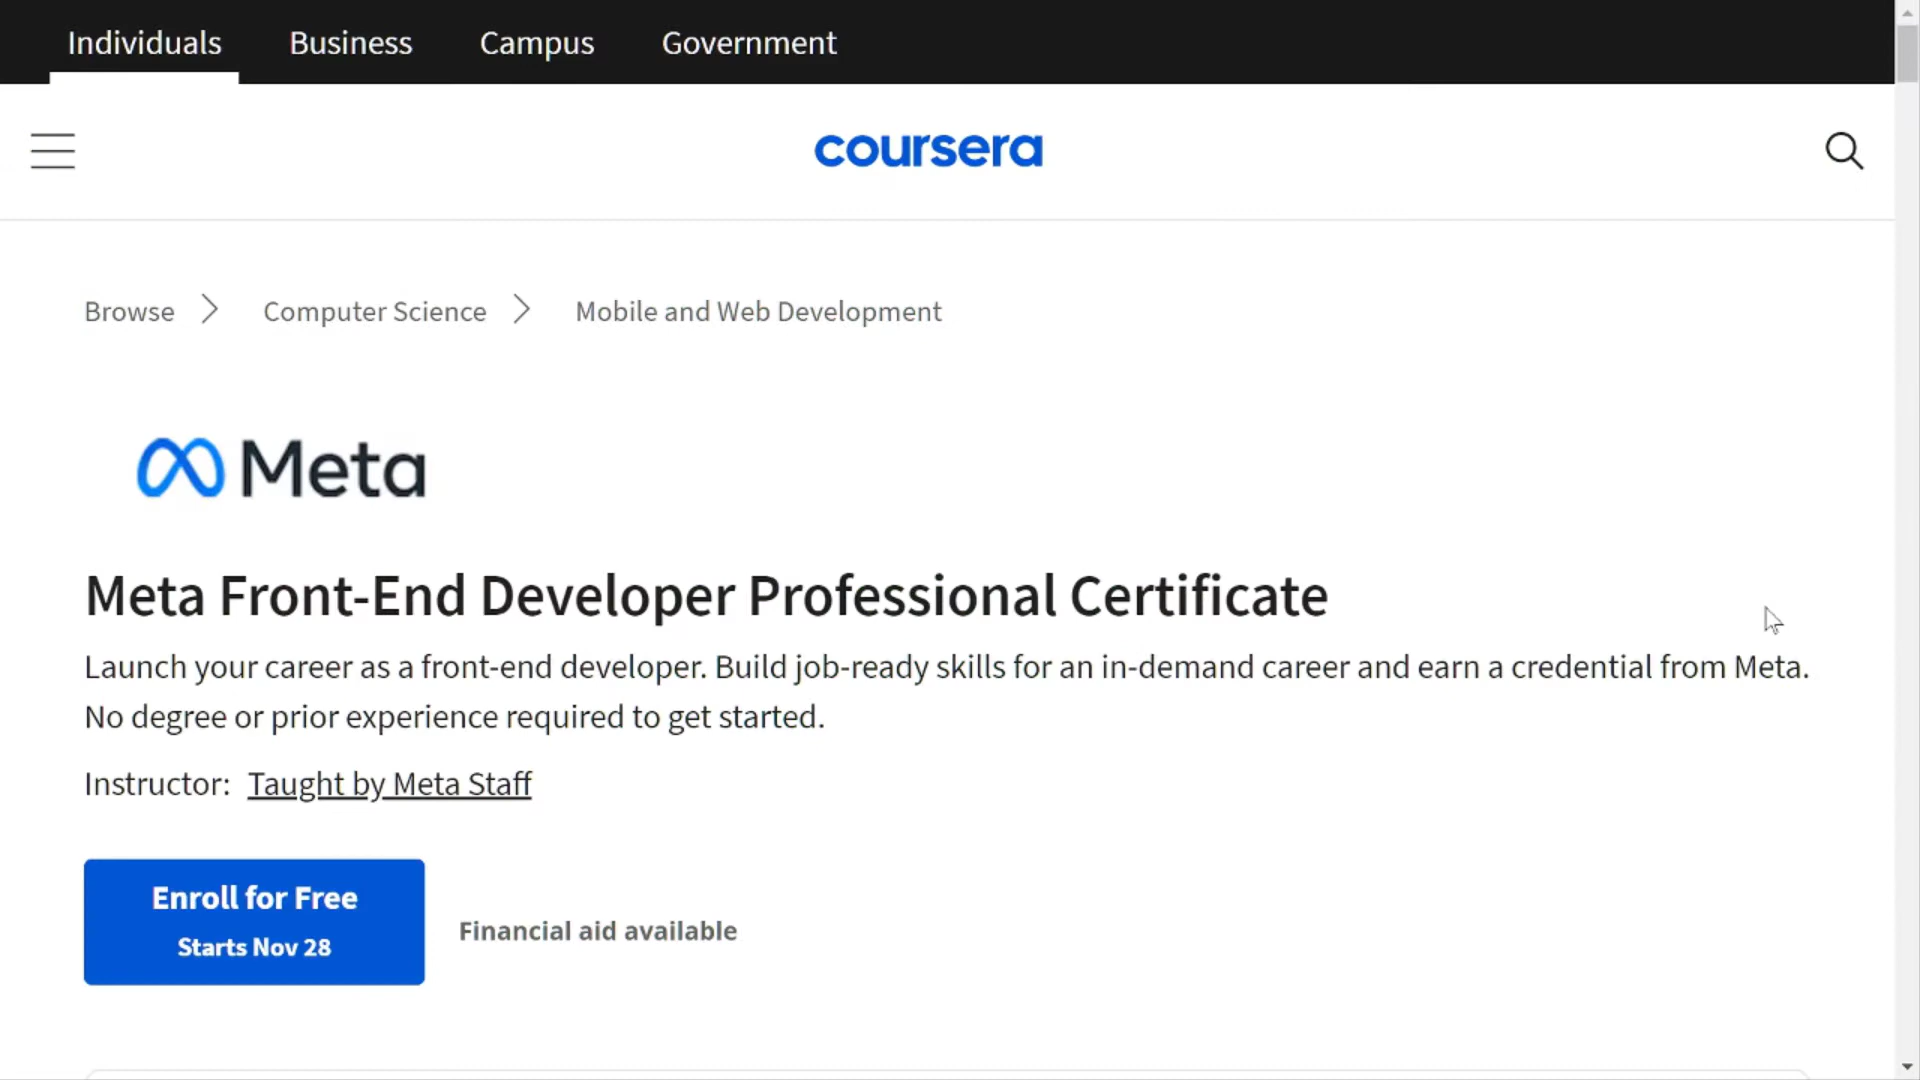 Individuals Business Campus Government
coursera
Browse Computer Science Mobile and Web Development
Meta
Meta Front-End Developer Professional Certificate
Launch your career as a front-end developer. Build job-ready skills for an in-demand career and earn a credential from Meta.
No degree or prior experience required to get started.
Instructor: Taught by Meta Staff
Enroll for Free
Starts Nov 28
Financial aid available